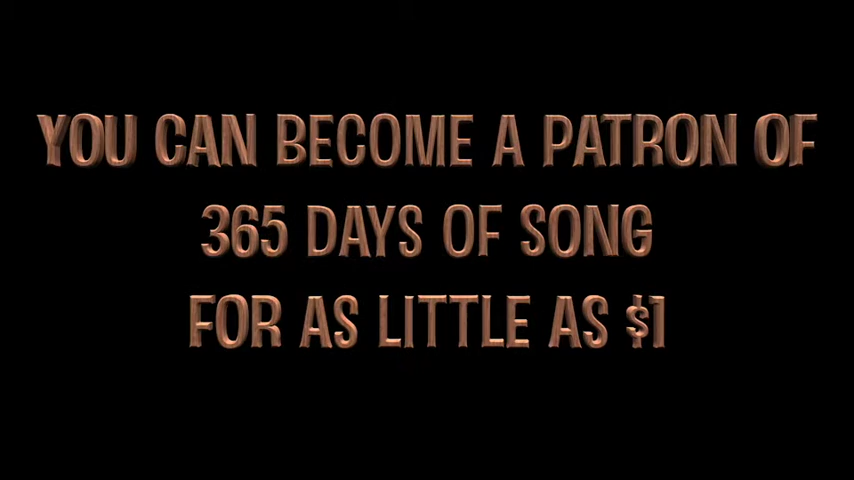 YOU CAN BECOME A PATRON OF
365 DAYS OF SONG
FOR AS LITTLE AS $1